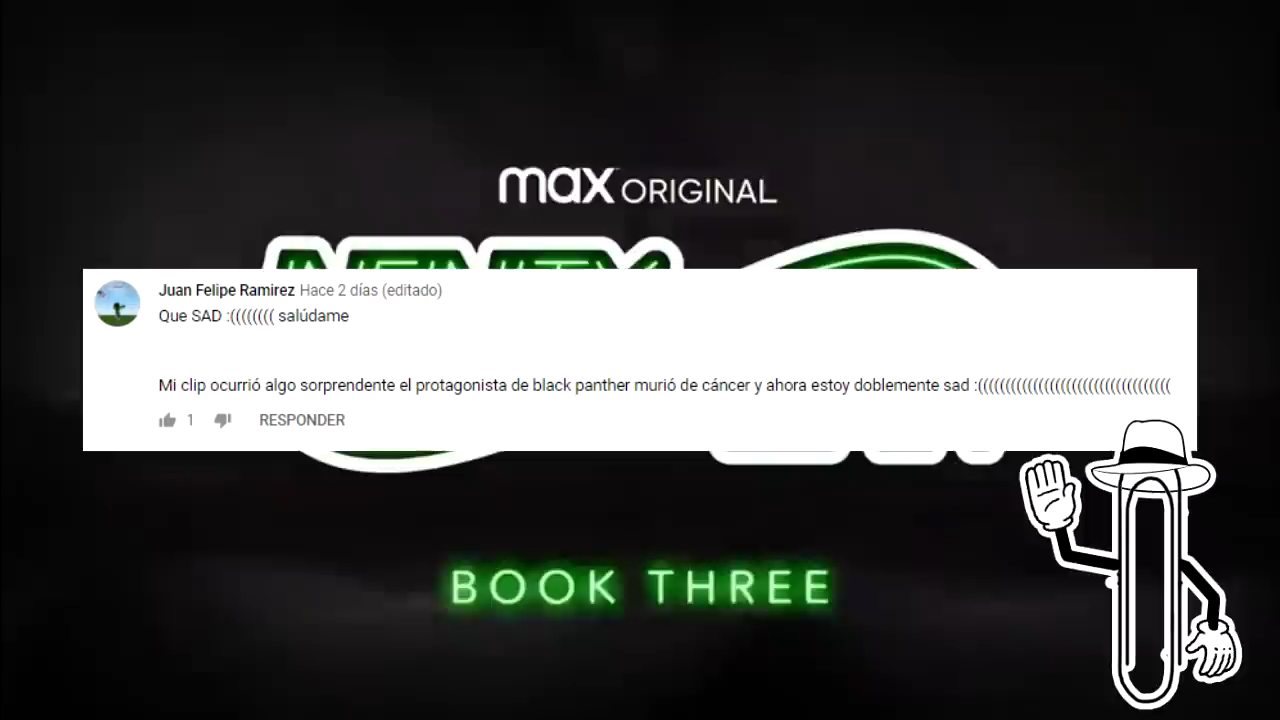 max ORIGINAL
Juan Felipe Ramirez Hace 2 días (editado)
Que SAD :(((((((( salúdame
Mi clip ocurrió algo sorprendente el protagonista de black panther murió de cáncer y ahora estoy doblemente sad :(((((((((((((((((((((((((((((((((((
1 RESPONDER
BOOK THREE